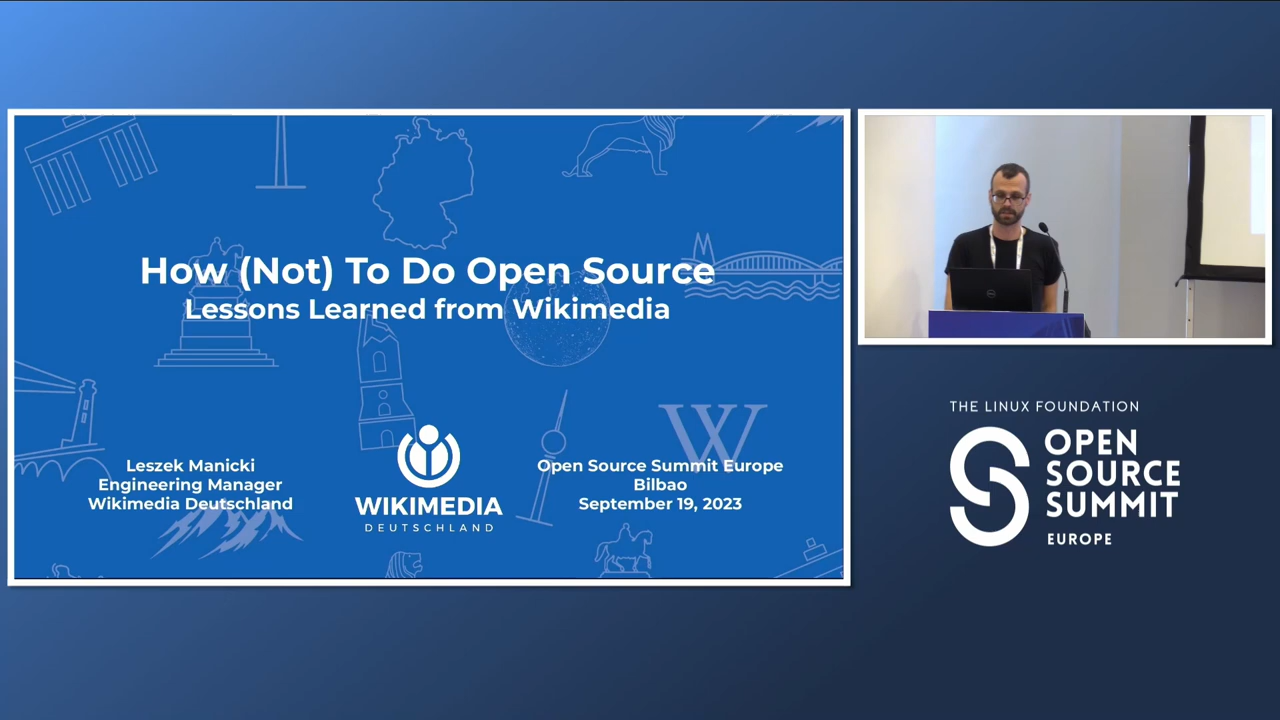 How (Not) To Do Open Source
Lessons Learned from Wikimedia
Leszek Manicki
Engineering Manager
Wikimedia Deutschland
W
WIKIMEDIA
DEUTSCHLAND
Open Source Summit Europe
Bilbao
September 19, 2023
THE LINUX FOUNDATION
OPEN
SOURCE
SUMMIT
EUROPE